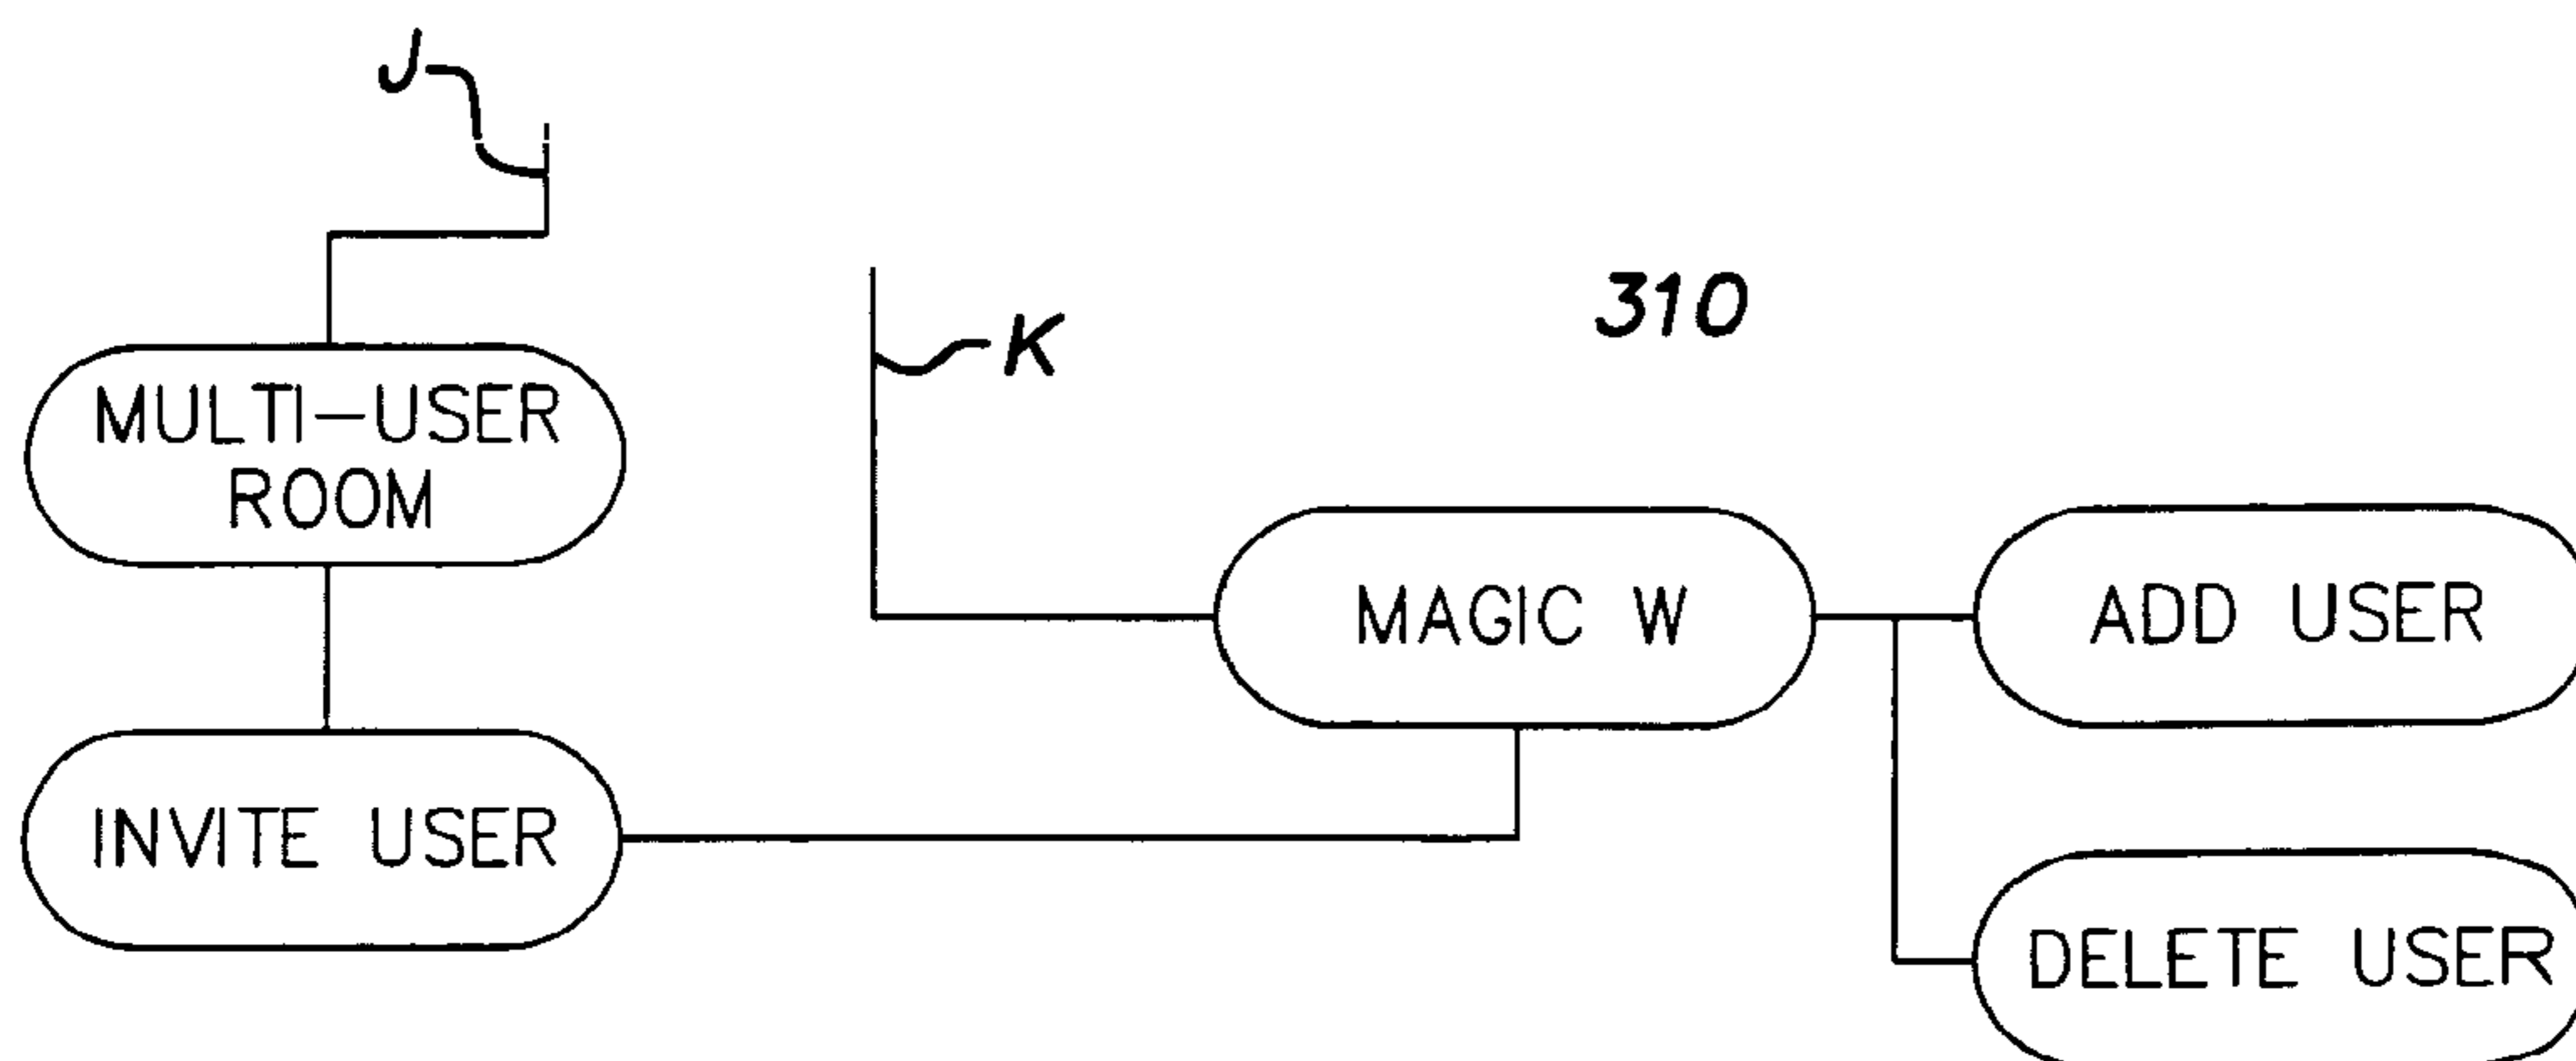 J
K
310
MULTI-USER
ROOM
MAGIC W
ADD USER
INVITE USER
DELETE USER